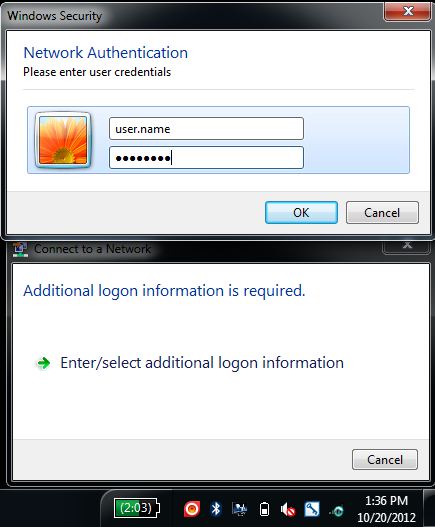 Windows Security
Network Authentication
Please enter user credentials
user.name
●●●●●●●●
OK
Cancel
Connect to a Network
Additional logon information is required.
Enter/select additional logon information
Cancel
(2:03)
1:36 PM
10/20/2012